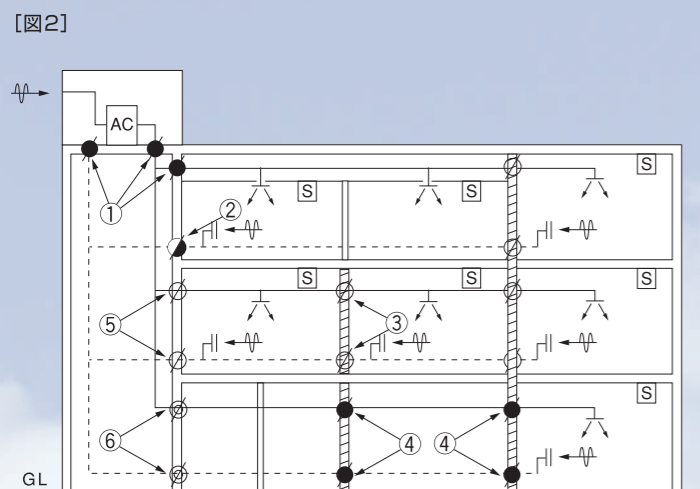 [図2]
AC
S
① ② S S
S S S
⑤ ③
S
⑥ ④ ④
GL